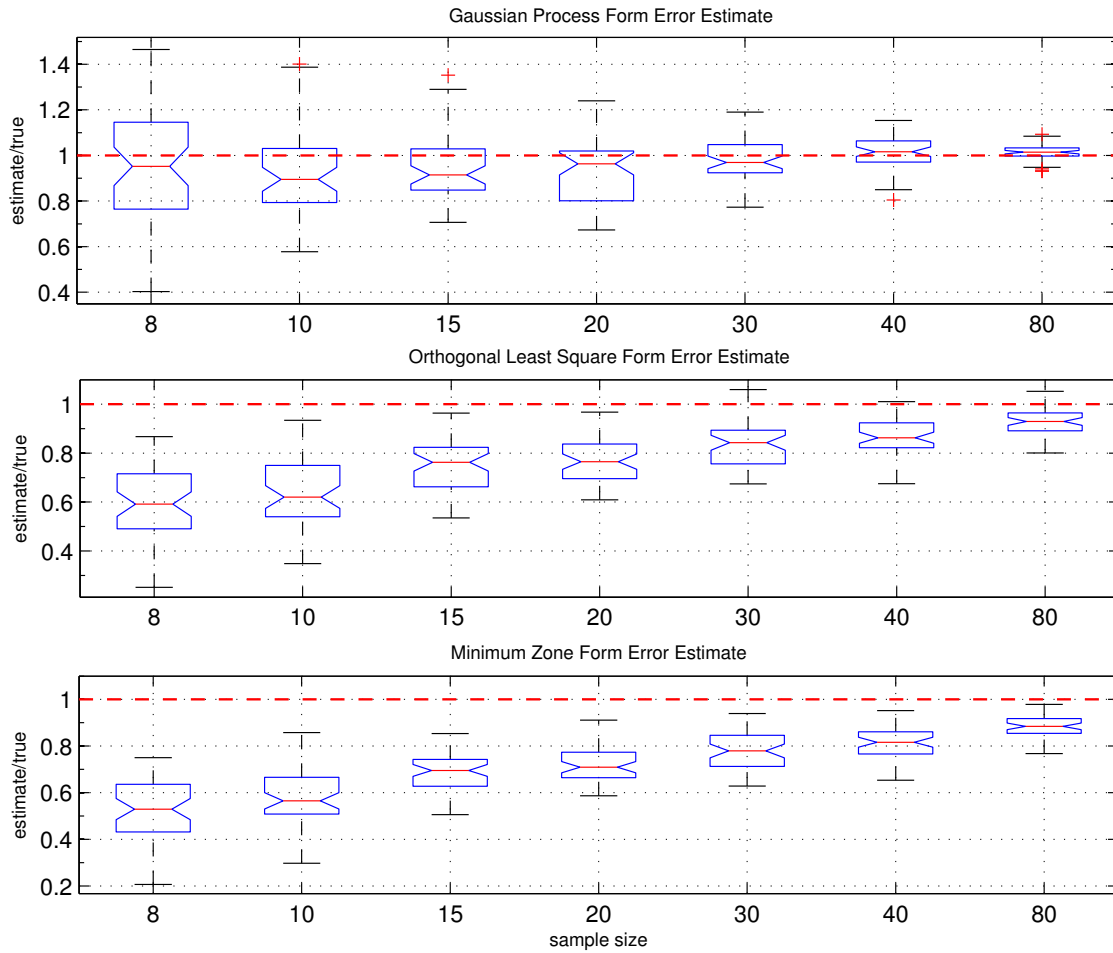 Gaussian Process Form Error Estimate
estimate/true
1.4
1.2
1
0.8
0.6
0.4
8 10 15 20 30 40 80
Orthogonal Least Square Form Error Estimate
estimate/true
1
0.8
0.6
0.4
8 10 15 20 30 40 80
Minimum Zone Form Error Estimate
estimate/true
1
0.8
0.6
0.4
0.2
8 10 15 20 30 40 80
sample size